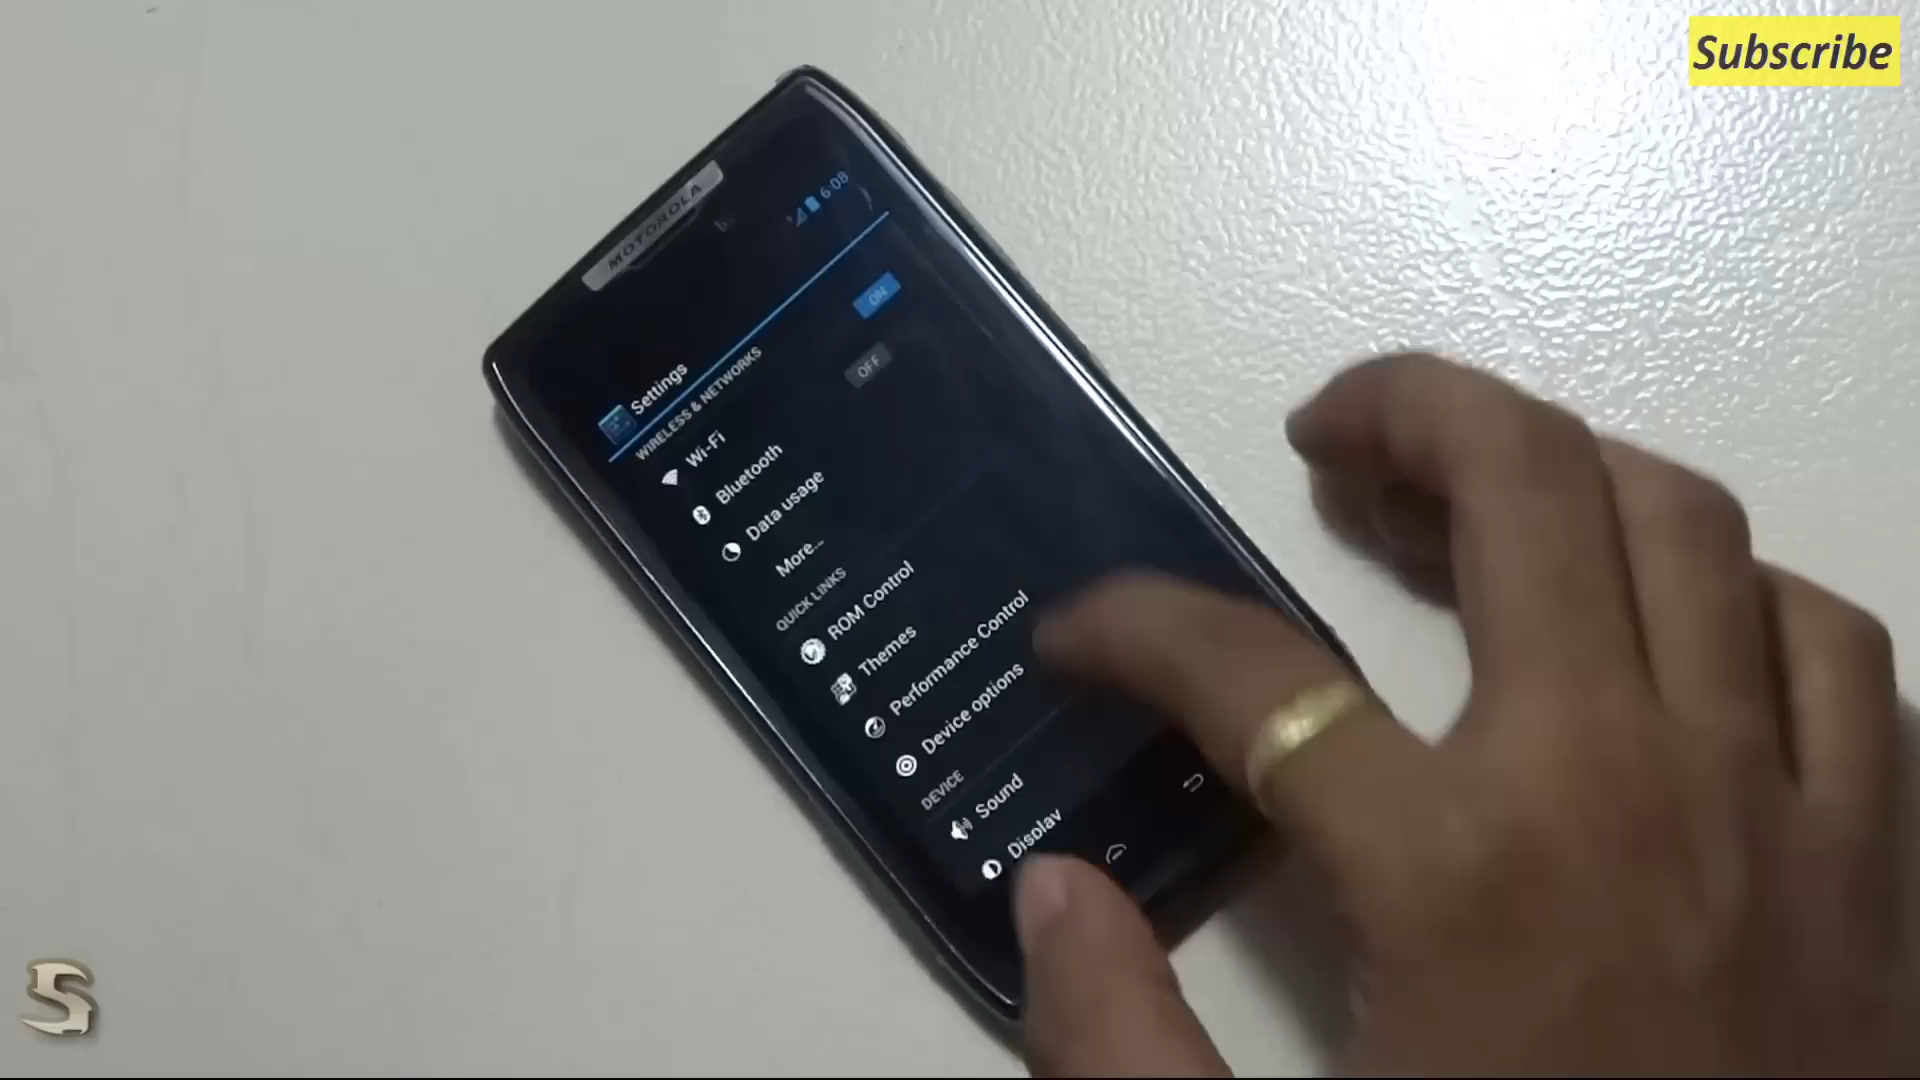 Subscribe
MOTOROLA
6:08
Settings
WIRELESS & NETWORKS
Wi-Fi
ON
Bluetooth
OFF
Data usage
More...
QUICK LINKS
ROM Control
Themes
Performance Control
Device options
DEVICE
Sound
Display
S